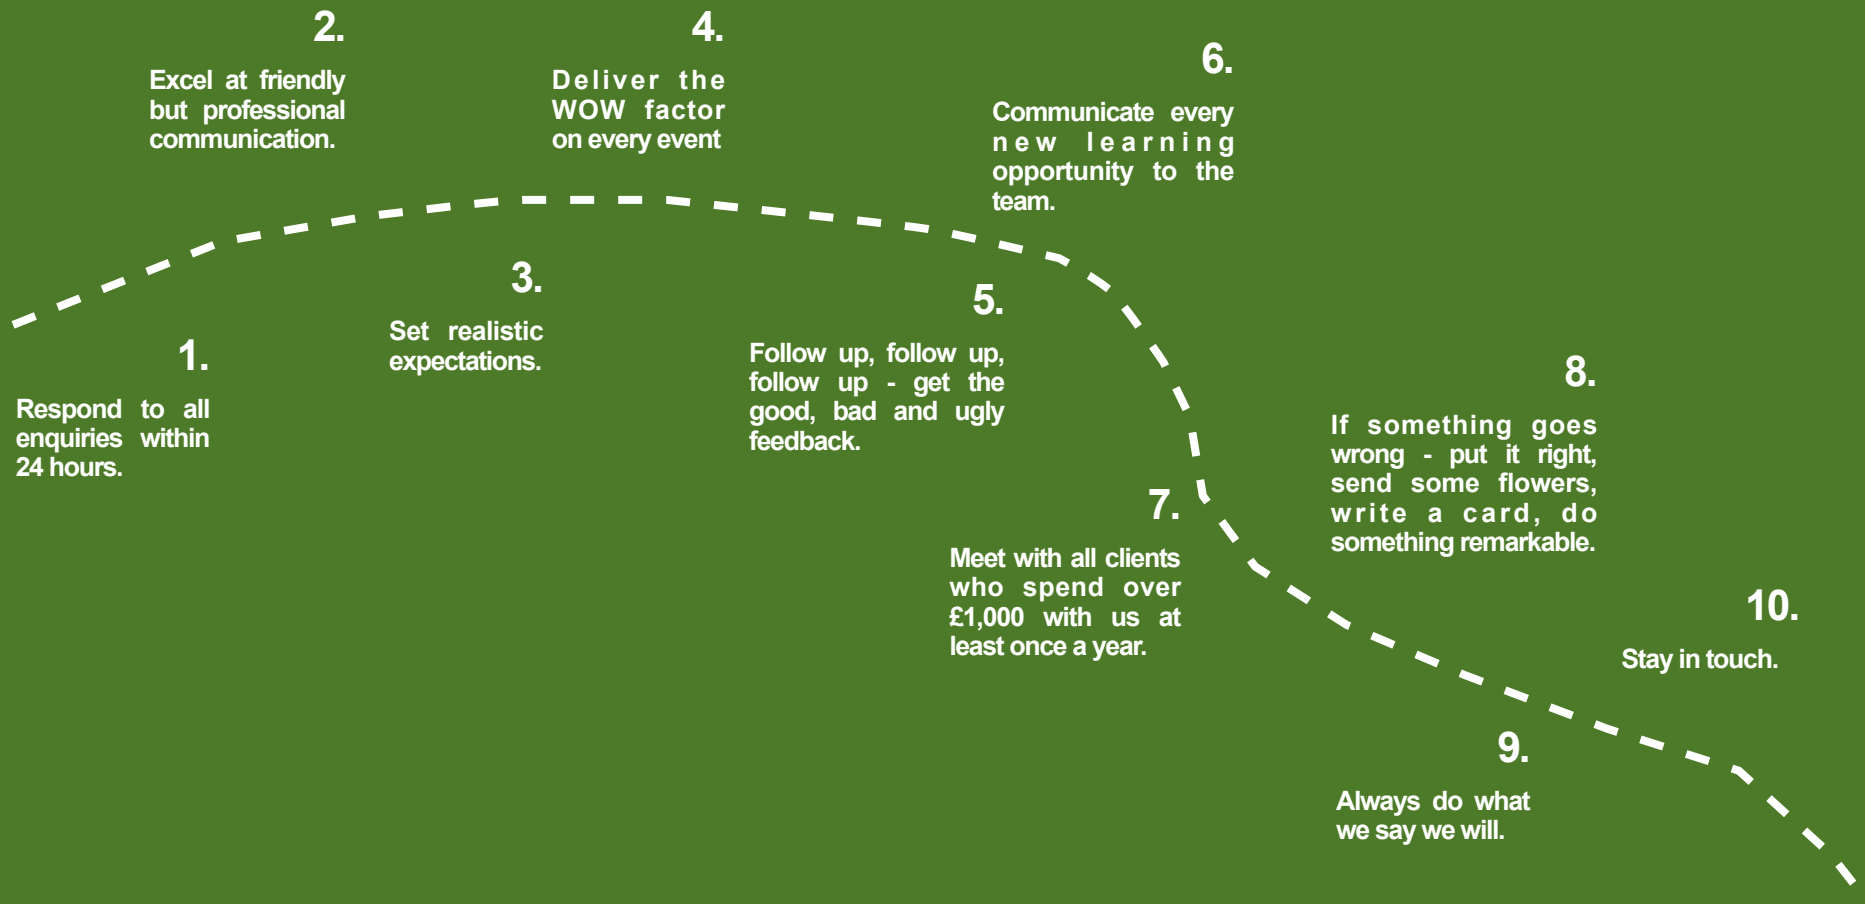 1.
Respond to all
enquiries within
24 hours.
2.
Excel at friendly
but professional
communication.
3.
Set realistic
expectations.
4.
Deliver the
WOW factor
on every event
5.
Follow up, follow up,
follow up - get the
good, bad and ugly
feedback.
6.
Communicate every
new learning
opportunity to the
team.
7.
Meet with all clients
who spend over
£1,000 with us at
least once a year.
8.
If something goes
wrong - put it right,
send some flowers,
write a card, do
something remarkable.
9.
Always do what
we say we will.
10.
Stay in touch.